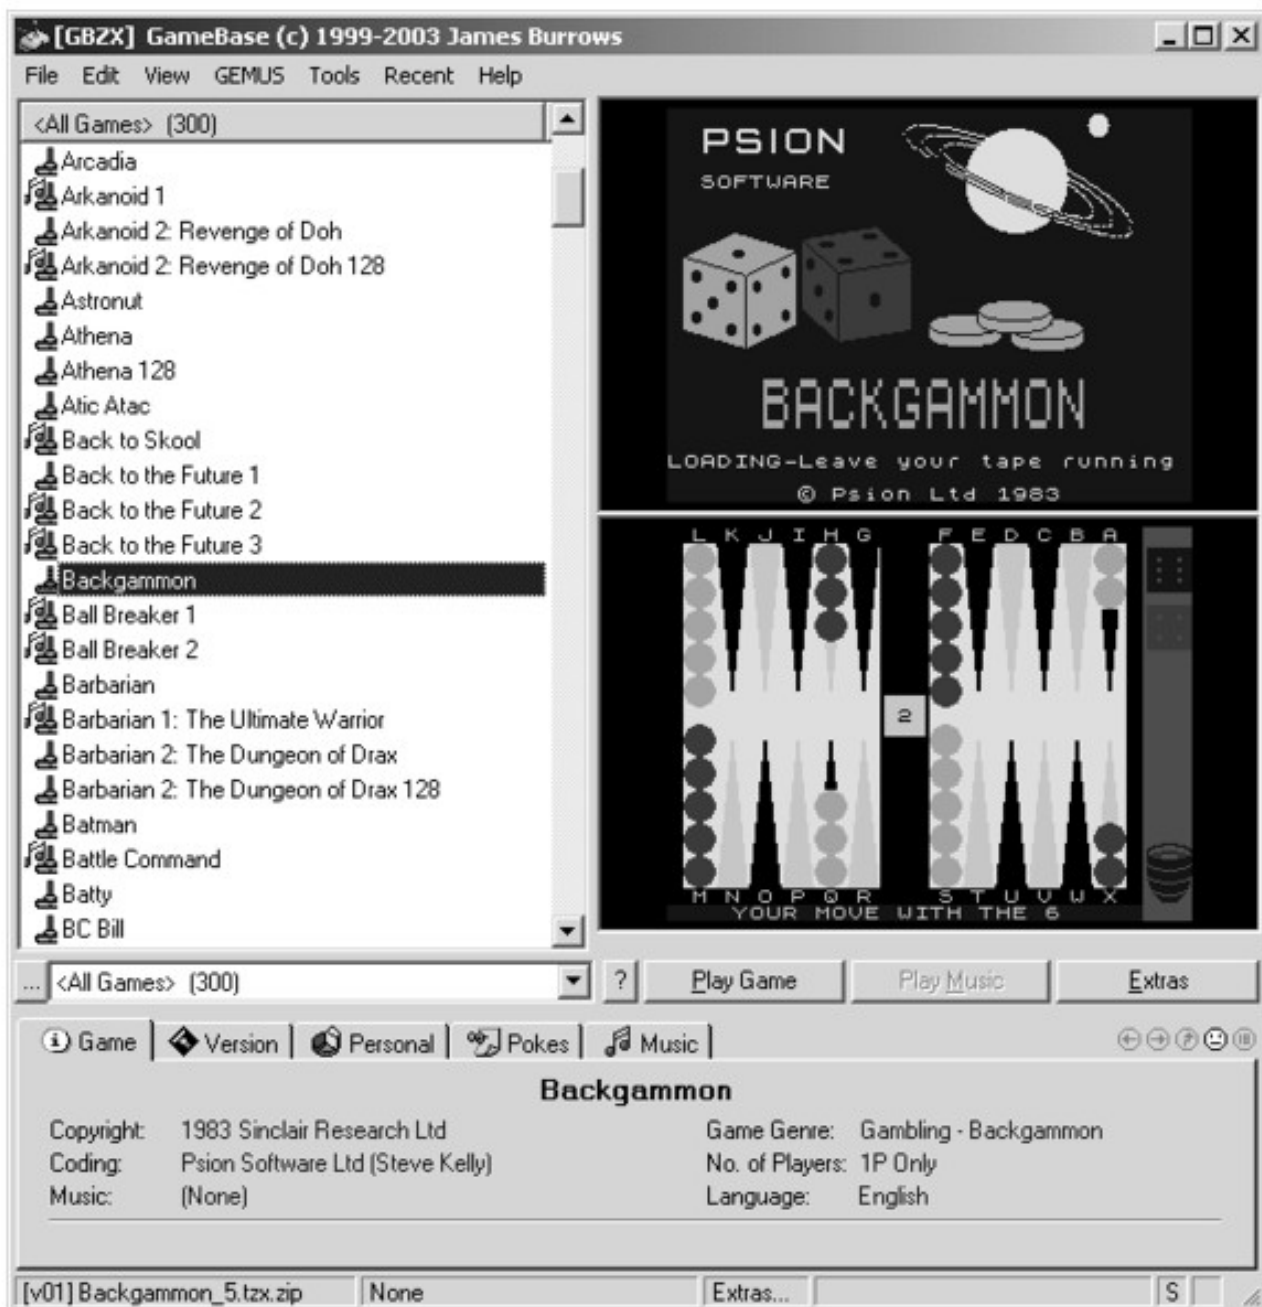 [GBZX] GameBase (c) 1999-2003 James Burrows
File Edit View GEMUS Tools Recent Help
<All Games> (300)
Arcadia
Arkanoid 1
Arkanoid 2: Revenge of Doh
Arkanoid 2: Revenge of Doh 128
Astronut
Athena
Athena 128
Atic Atac
Back to Skool
Back to the Future 1
Back to the Future 2
Back to the Future 3
Backgammon
Ball Breaker 1
Ball Breaker 2
Barbarian
Barbarian 1: The Ultimate Warrior
Barbarian 2: The Dungeon of Drax
Barbarian 2: The Dungeon of Drax 128
Batman
Battle Command
Batty
BC Bill
PSION
SOFTWARE
BACKGAMMON
LOADING-Leave your tape running
© Psion Ltd 1983
L K J I H G F E D C B A
2
M N O P Q R S T U V W X
YOUR MOVE WITH THE 6
... <All Games> (300) ? Play Game Play Music Extras
Game Version Personal Pokes Music
Backgammon
Copyright: 1983 Sinclair Research Ltd Game Genre: Gambling - Backgammon
Coding: Psion Software Ltd (Steve Kelly) No. of Players: 1P Only
Music: (None) Language: English
[v01] Backgammon_5.tzx.zip None Extras... S